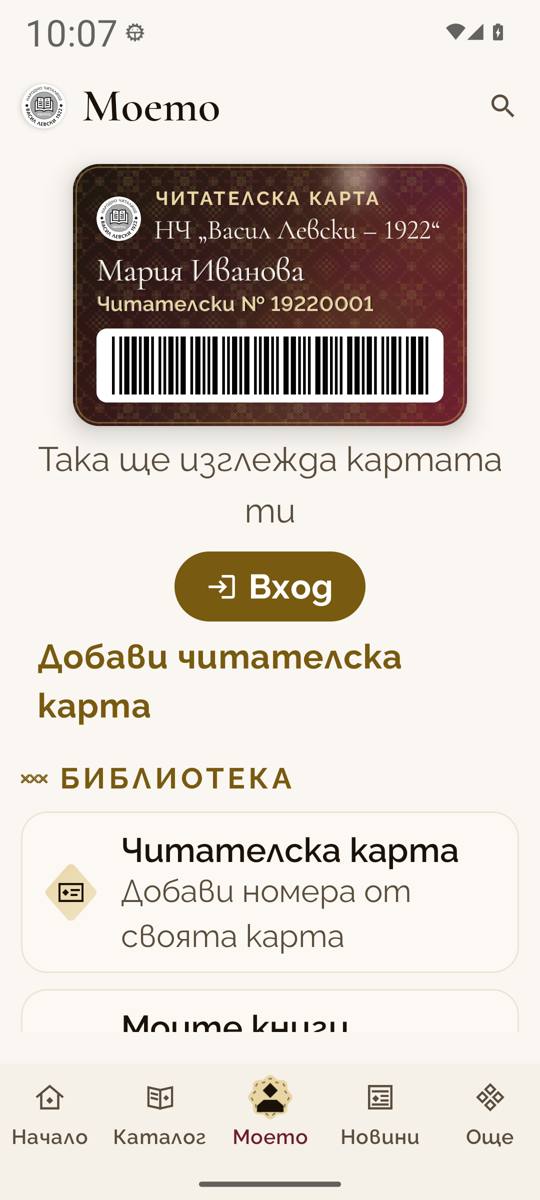 10:07
Моето
ЧИТАТЕЛСКА КАРТА
НЧ „Васил Левски – 1922“
Мария Иванова
Читателски № 19220001
Така ще изглежда картата
ти
Вход
Добави читателска
карта
БИБЛИОТЕКА
Читателска карта
Добави номера от
своята карта
Моите книги
Начало
Каталог
Моето
Новини
Още